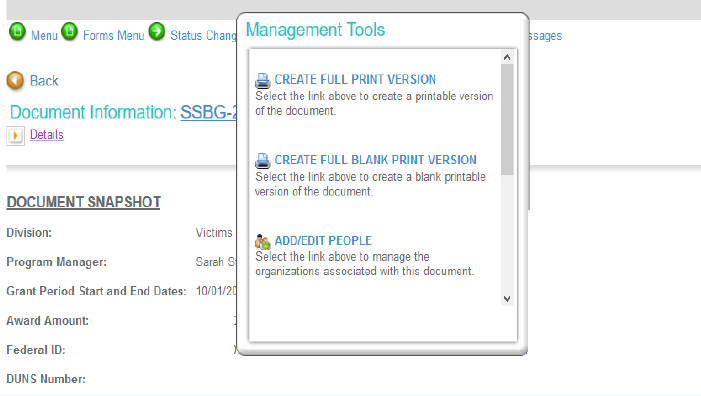 Management Tools
Menu Forms Menu Status Chang ssages
CREATE FULL PRINT VERSION
Select the link above to create a printable version
of the document.
Back
Document Information: SSBG-2
Details
CREATE FULL BLANK PRINT VERSION
Select the link above to create a blank printable
version of the document.
DOCUMENT SNAPSHOT
Division: Victims
ADD/EDIT PEOPLE
Select the link above to manage the
organizations associated with this document.
Program Manager: Sarah S
Grant Period Start and End Dates: 10/01/20
Award Amount:
Federal ID:
DUNS Number: